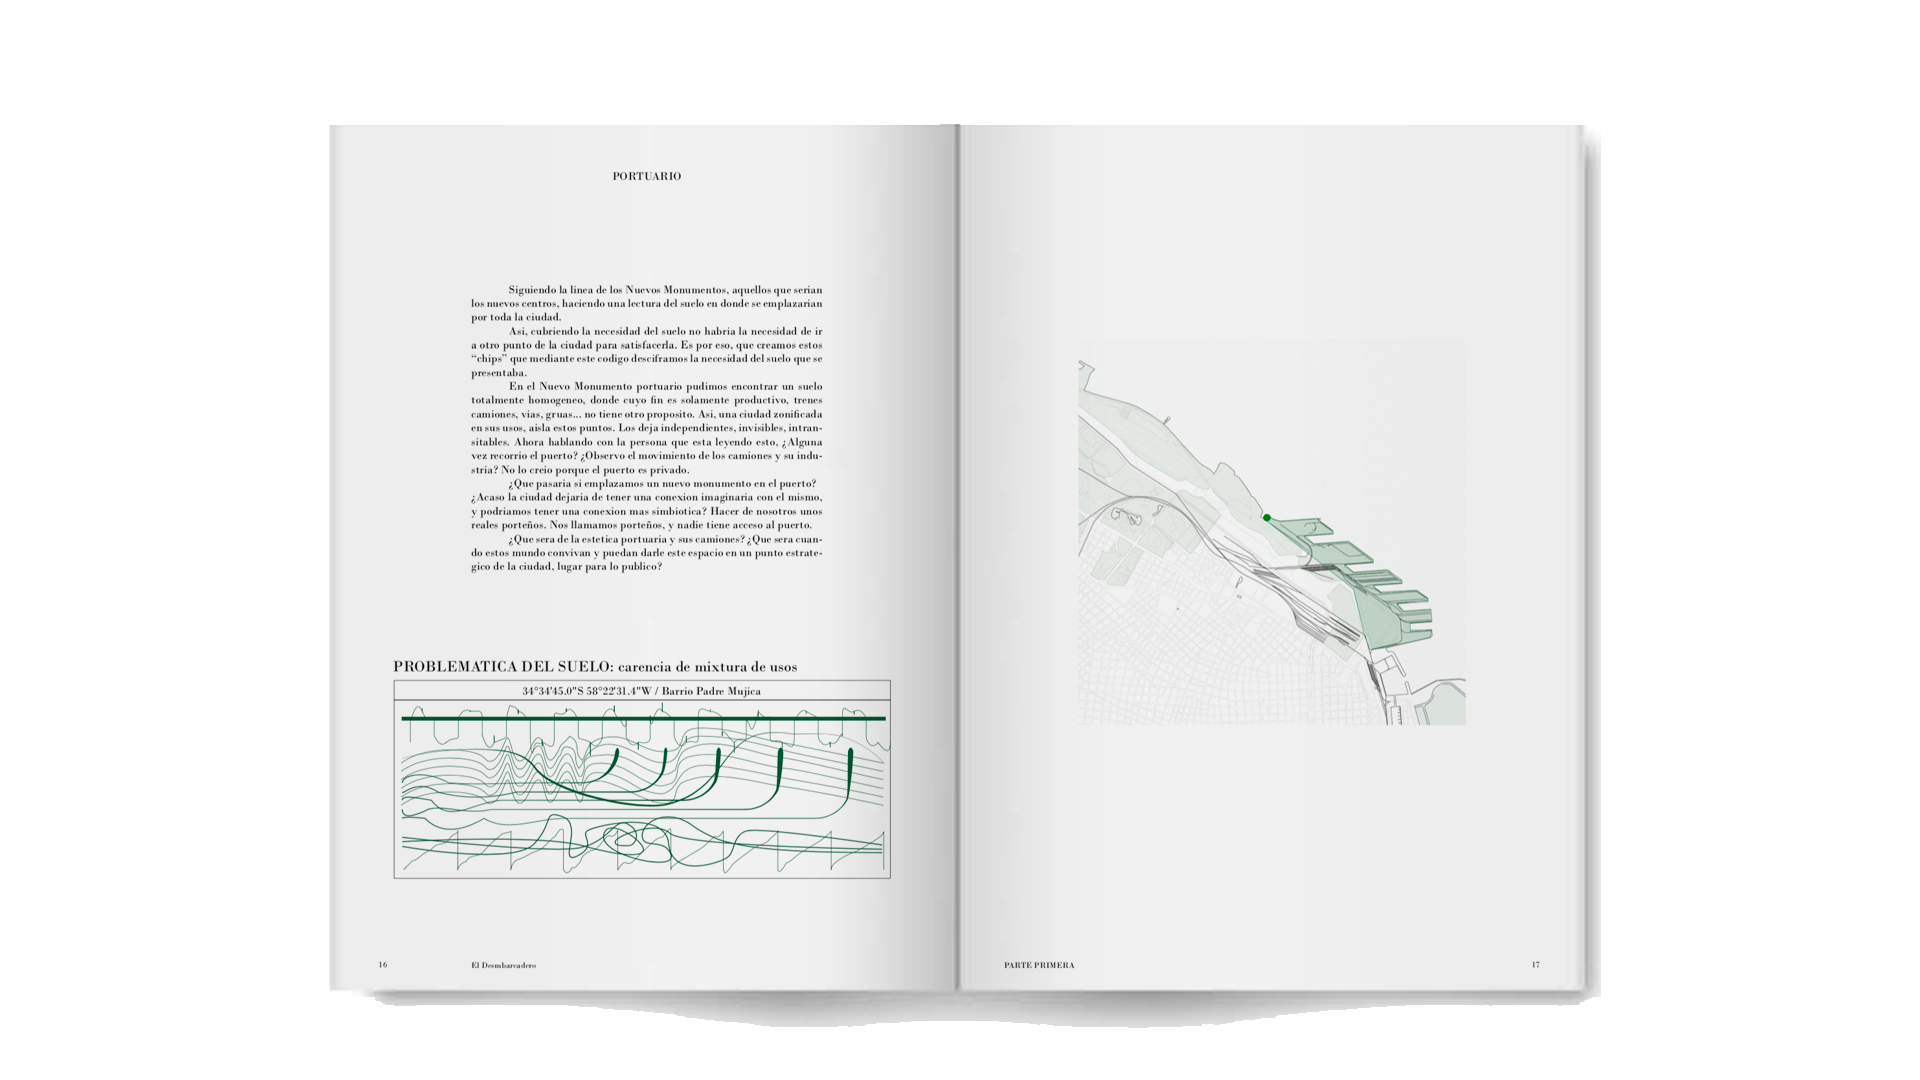 PORTUARIO
Siguiendo la linea de los Nuevos Monumentos, aquellos que serian
los nuevos centros, haciendo una lectura del suelo en donde se emplazarian
por toda la ciudad.
Asi, cubriendo la necesidad del suelo no habria la necesidad de ir
a otro punto de la ciudad para satisfacerla. Es por eso, que creamos estos
“chips” que mediante este codigo desciframos la necesidad del suelo que se
presentaba.
En el Nuevo Monumento portuario pudimos encontrar un suelo
totalmente homogeneo, donde cuyo fin es solamente productivo, trenes
camiones, vias, gruas... no tiene otro proposito. Asi, una ciudad zonificada
en sus usos, aisla estos puntos. Los deja independientes, invisibles, intran-
sitables. Ahora hablando con la persona que esta leyendo esto, ¿Alguna
vez recorrio el puerto? ¿Observo el movimiento de los camiones y su indu-
stria? No lo creio porque el puerto es privado.
¿Que pasaria si emplazamos un nuevo monumento en el puerto?
¿Acaso la ciudad dejaria de tener una conexion imaginaria con el mismo,
y podriamos tener una conexion mas simbiotica? Hacer de nosotros unos
reales porteños. Nos llamamos porteños, y nadie tiene acceso al puerto.
¿Que sera de la estetica portuaria y sus camiones? ¿Que sera cuan-
do estos mundo convivan y puedan darle este espacio en un punto estrate-
gico de la ciudad, lugar para lo publico?
PROBLEMATICA DEL SUELO: carencia de mixtura de usos
34°34'45.0"S 58°22'31.4"W / Barrio Padre Mujica
16
El Desmbarcadero
PARTE PRIMERA
17